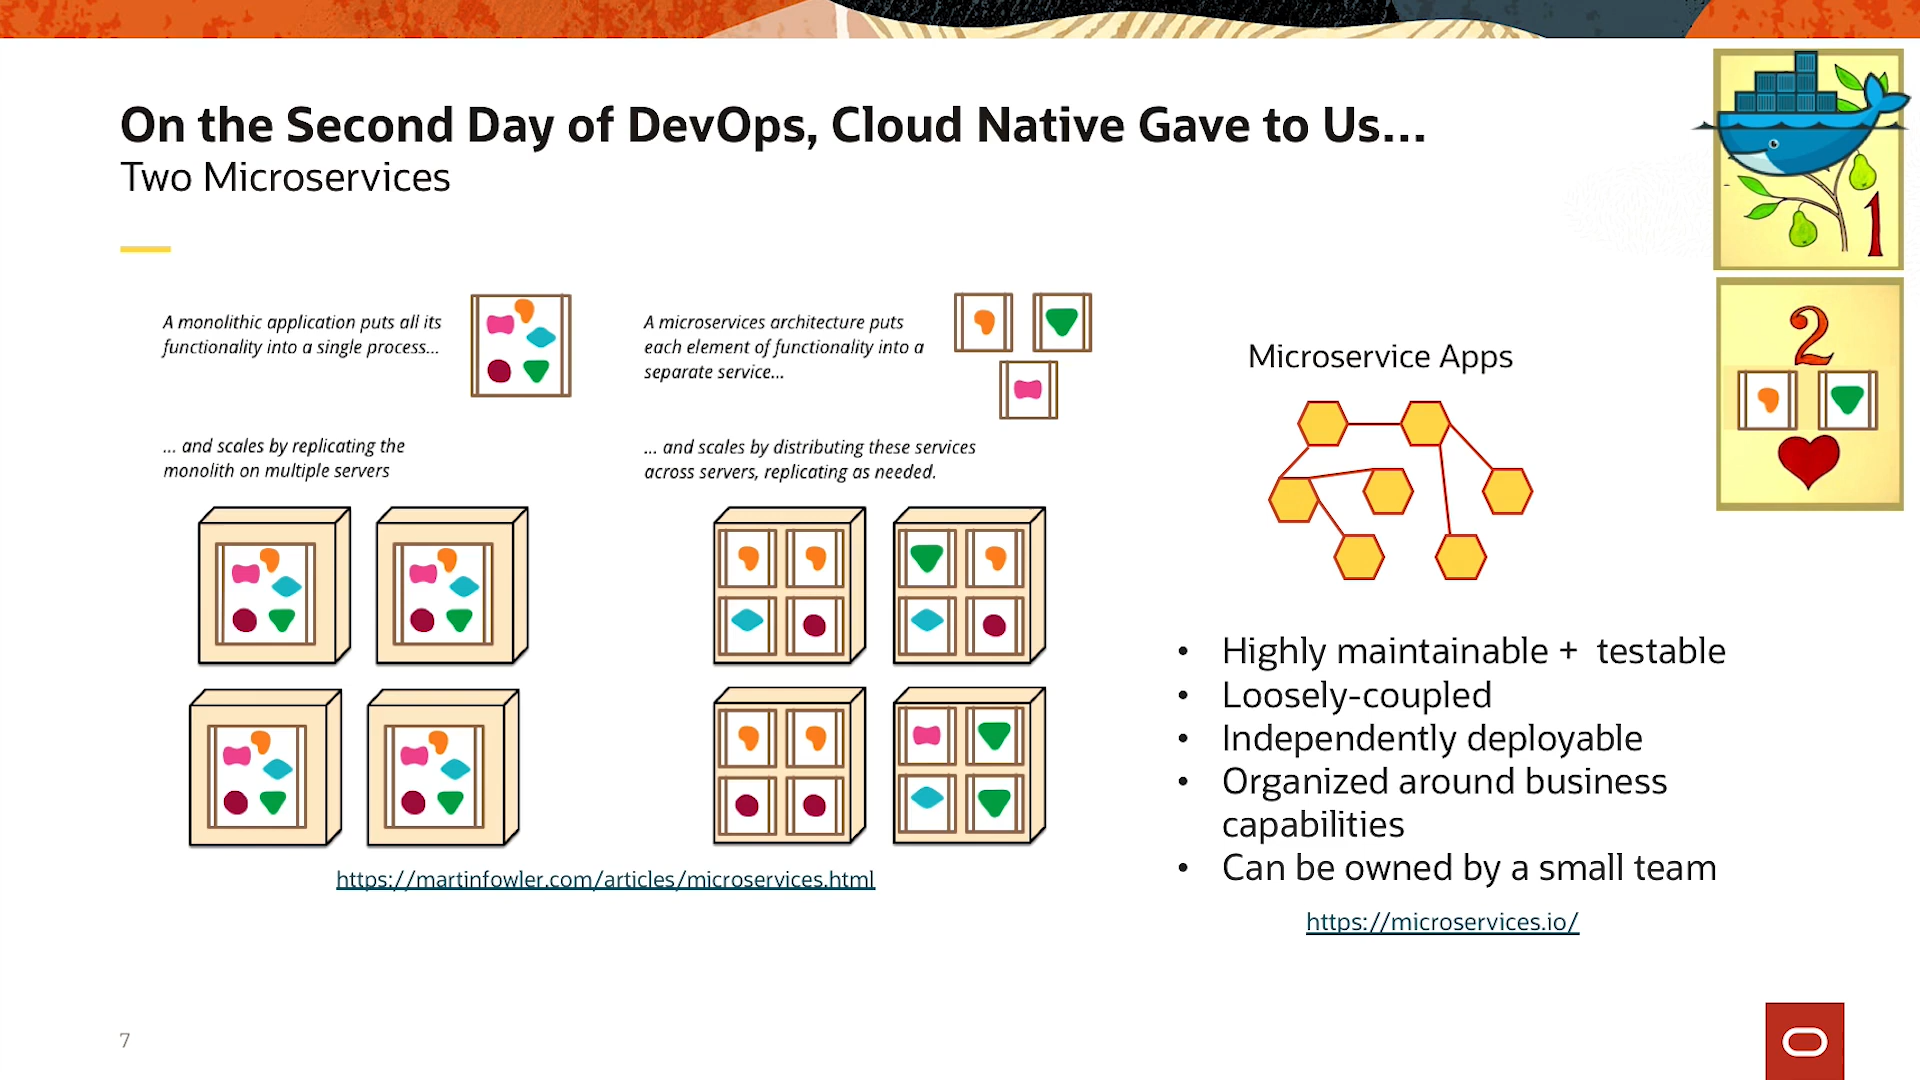 On the Second Day of DevOps, Cloud Native Gave to Us...
Two Microservices
A monolithic application puts all its
functionality into a single process...
... and scales by replicating the
monolith on multiple servers
A microservices architecture puts
each element of functionality into a
separate service...
... and scales by distributing these services
across servers, replicating as needed.
https://martinfowler.com/articles/microservices.html
Microservice Apps
• Highly maintainable + testable
• Loosely-coupled
• Independently deployable
• Organized around business
capabilities
• Can be owned by a small team
https://microservices.io/
1
2
7